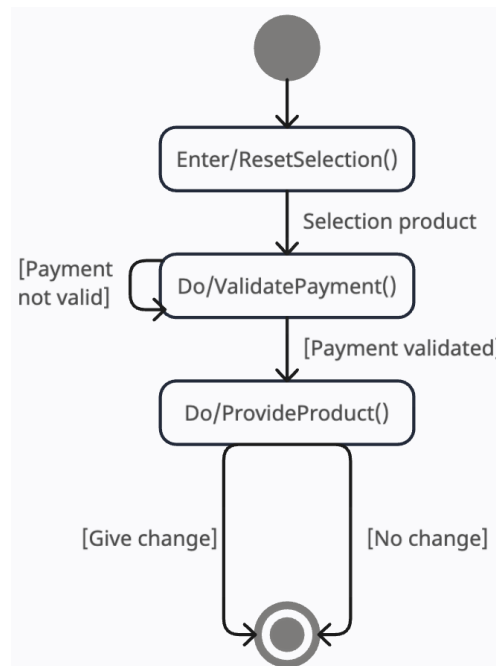 Enter/ResetSelection()
Selection product
[Payment
not valid]
Do/ValidatePayment()
[Payment validated]
Do/ProvideProduct()
[Give change]
[No change]